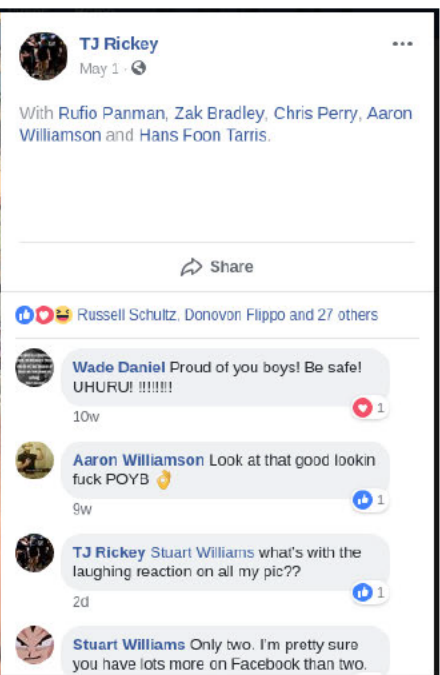 TJ Rickey
May 1 ·
With Rufio Panman, Zak Bradley, Chris Perry, Aaron
Williamson and Hans Foon Tarris.
Share
Russell Schultz, Donovon Flippo and 27 others
Wade Daniel Proud of you boys! Be safe!
UHURU! !!!!!!!!
1
10w
Aaron Williamson Look at that good lookin
fuck POYB 👌
1
9w
TJ Rickey Stuart Williams what's with the
laughing reaction on all my pic??
1
2d
Stuart Williams Only two. I'm pretty sure
you have lots more on Facebook than two.